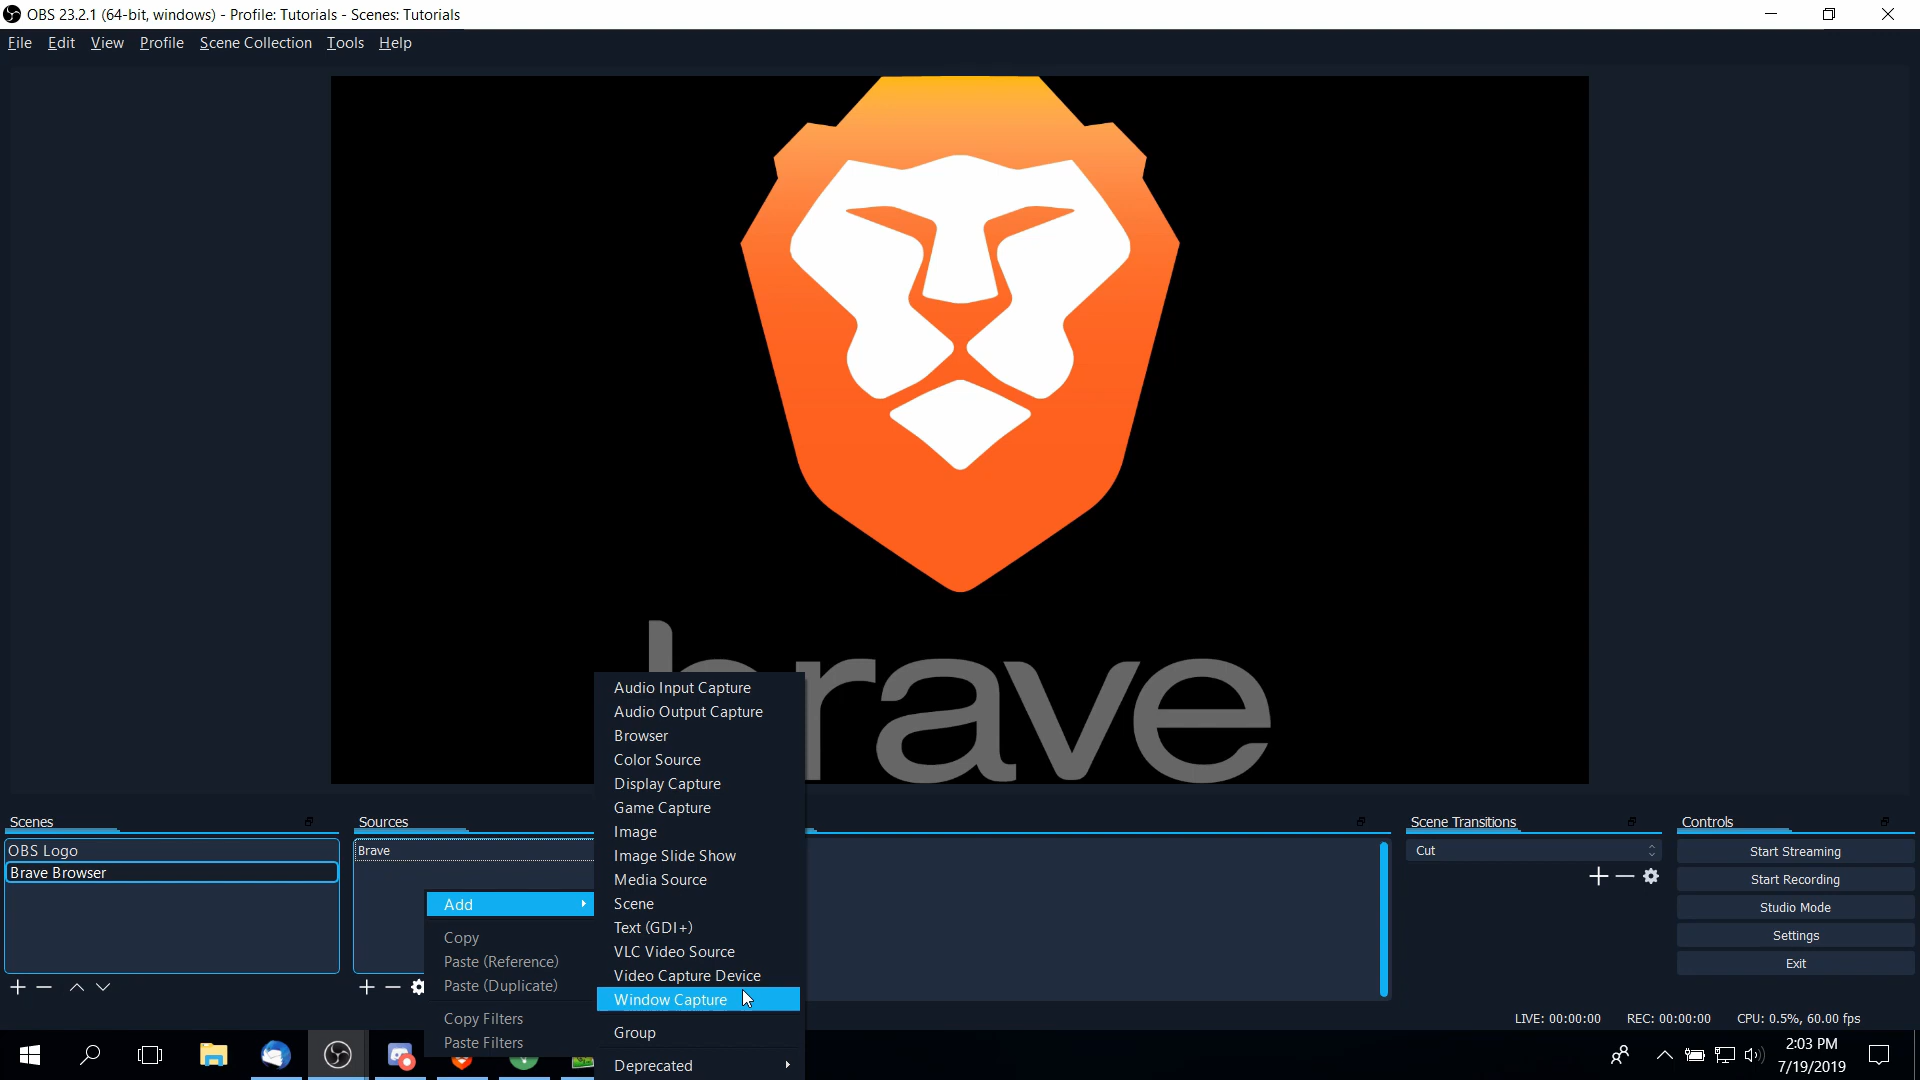 OBS 23.2.1 (64-bit, windows) - Profile: Tutorials - Scenes: Tutorials
File Edit View Profile Scene Collection Tools Help
brave
Scenes
OBS Logo
Brave Browser
Sources
Brave
Add
Copy
Paste (Reference)
Paste (Duplicate)
Copy Filters
Paste Filters
Audio Input Capture
Audio Output Capture
Browser
Color Source
Display Capture
Game Capture
Image
Image Slide Show
Media Source
Scene
Text (GDI+)
VLC Video Source
Video Capture Device
Window Capture
Group
Deprecated
Scene Transitions
Cut
Controls
Start Streaming
Start Recording
Studio Mode
Settings
Exit
LIVE: 00:00:00 REC: 00:00:00 CPU: 0.5%, 60.00 fps
2:03 PM
7/19/2019